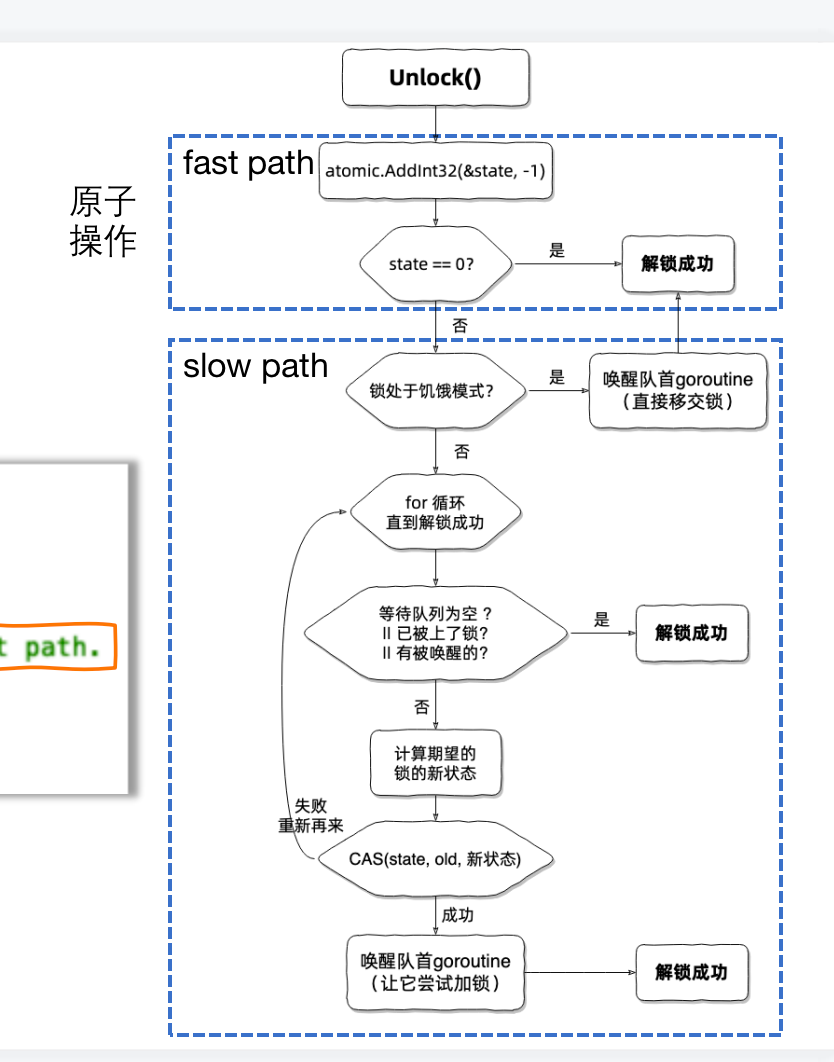 Unlock()
fast path
atomic.AddInt32(&state, -1)
原子
操作
state == 0?
是
解锁成功
否
slow path
锁处于饥饿模式?
是
唤醒队首goroutine
（直接移交锁）
否
for 循环
直到解锁成功
等待队列为空 ?
|| 已被上了锁?
|| 有被唤醒的?
是
解锁成功
t path.
否
计算期望的
锁的新状态
失败
重新再来
CAS(state, old, 新状态)
成功
唤醒队首goroutine
（让它尝试加锁）
解锁成功